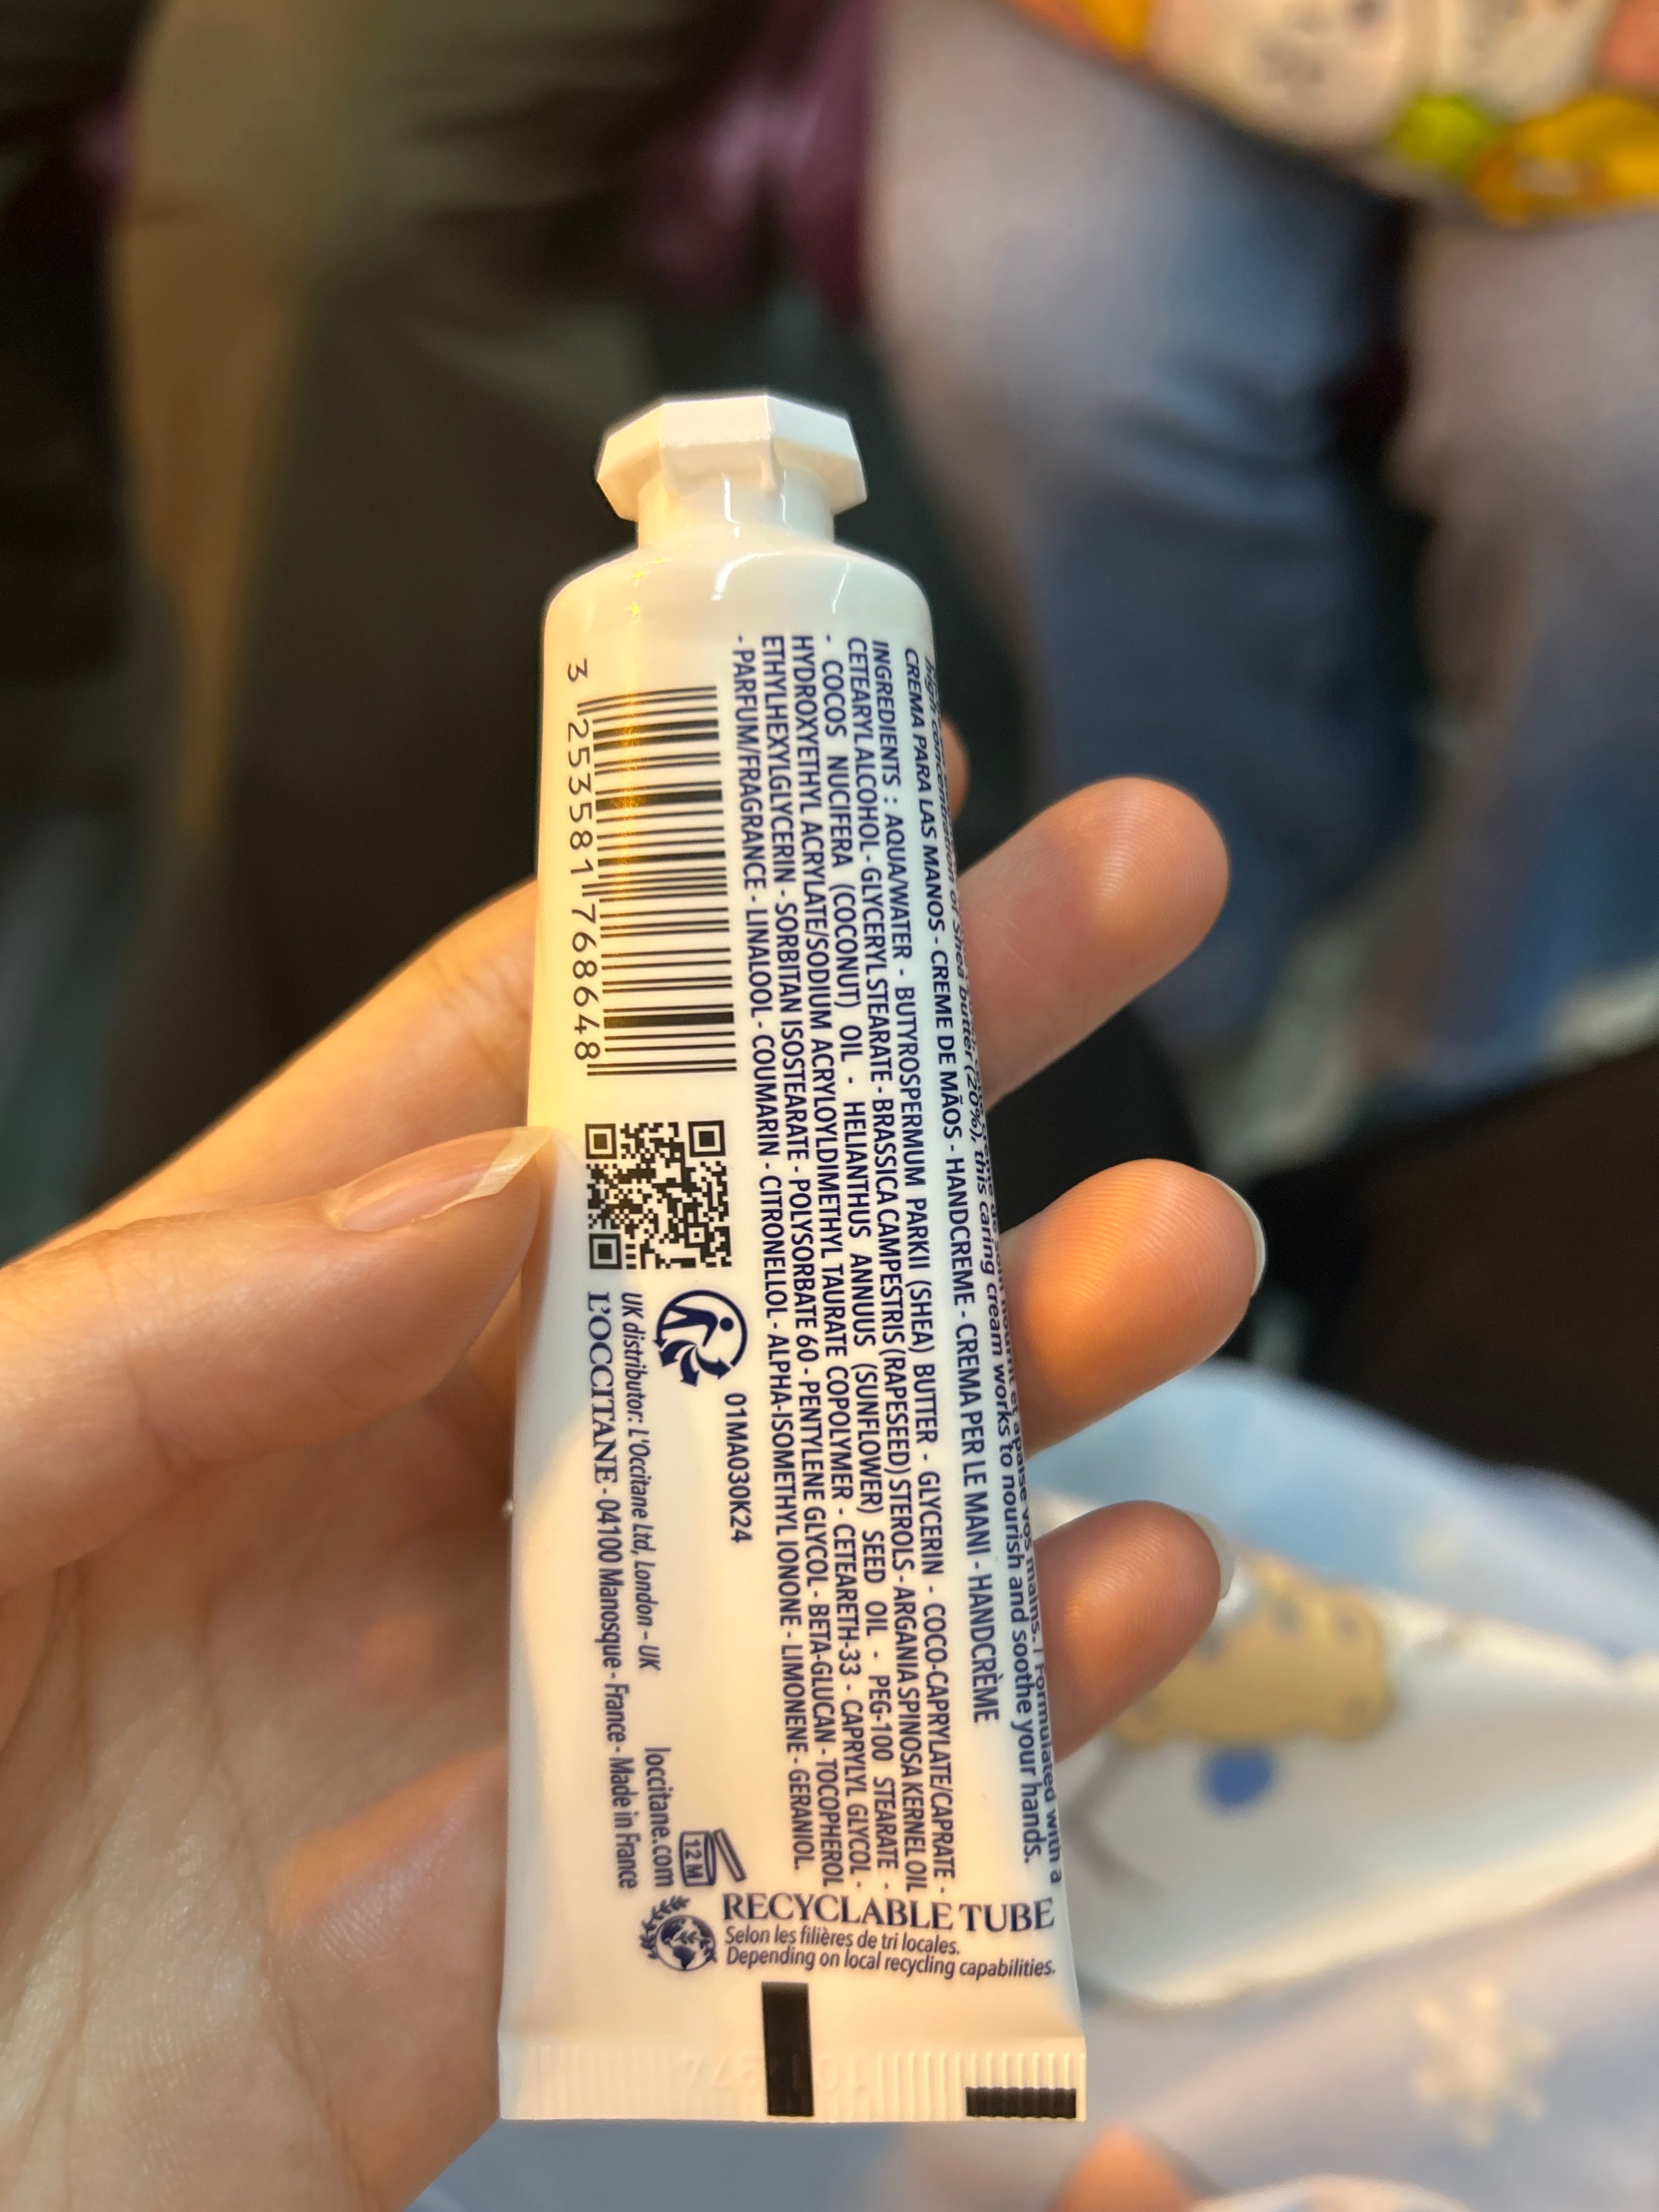 high concentration of Shea butter (20%), this caring cream works to nourish and soothe your hands.
CREMA PARA LAS MANOS - CREME DE MÃOS - HANDCREME - CREMA PER LE MANI - HANDCRÈME
INGREDIENTS : AQUA/WATER - BUTYROSPERMUM PARKII (SHEA) BUTTER - GLYCERIN - COCO-CAPRYLATE/CAPRATE -
CETEARYL ALCOHOL - GLYCERYL STEARATE - BRASSICA CAMPESTRIS (RAPESEED) STEROLS - ARGANIA SPINOSA KERNEL OIL
- COCOS NUCIFERA (COCONUT) OIL - HELIANTHUS ANNUUS (SUNFLOWER) SEED OIL - PEG-100 STEARATE -
HYDROXYETHYL ACRYLATE/SODIUM ACRYLOYLDIMETHYL TAURATE COPOLYMER - CETEARETH-33 - CAPRYLYL GLYCOL -
ETHYLHEXYLGLYCERIN - SORBITAN ISOSTEARATE - POLYSORBATE 60 - PENTYLENE GLYCOL - BETA-GLUCAN - TOCOPHEROL
- PARFUM/FRAGRANCE - LINALOOL - COUMARIN - CITRONELLOL - ALPHA-ISOMETHYL IONONE - LIMONENE - GERANIOL.
3 253581 768648
01MA030K24
12 M
UK distributor: L'Occitane Ltd, London – UK
loccitane.com
L'OCCITANE - 04100 Manosque - France - Made in France
RECYCLABLE TUBE
Selon les filières de tri locales.
Depending on local recycling capabilities.